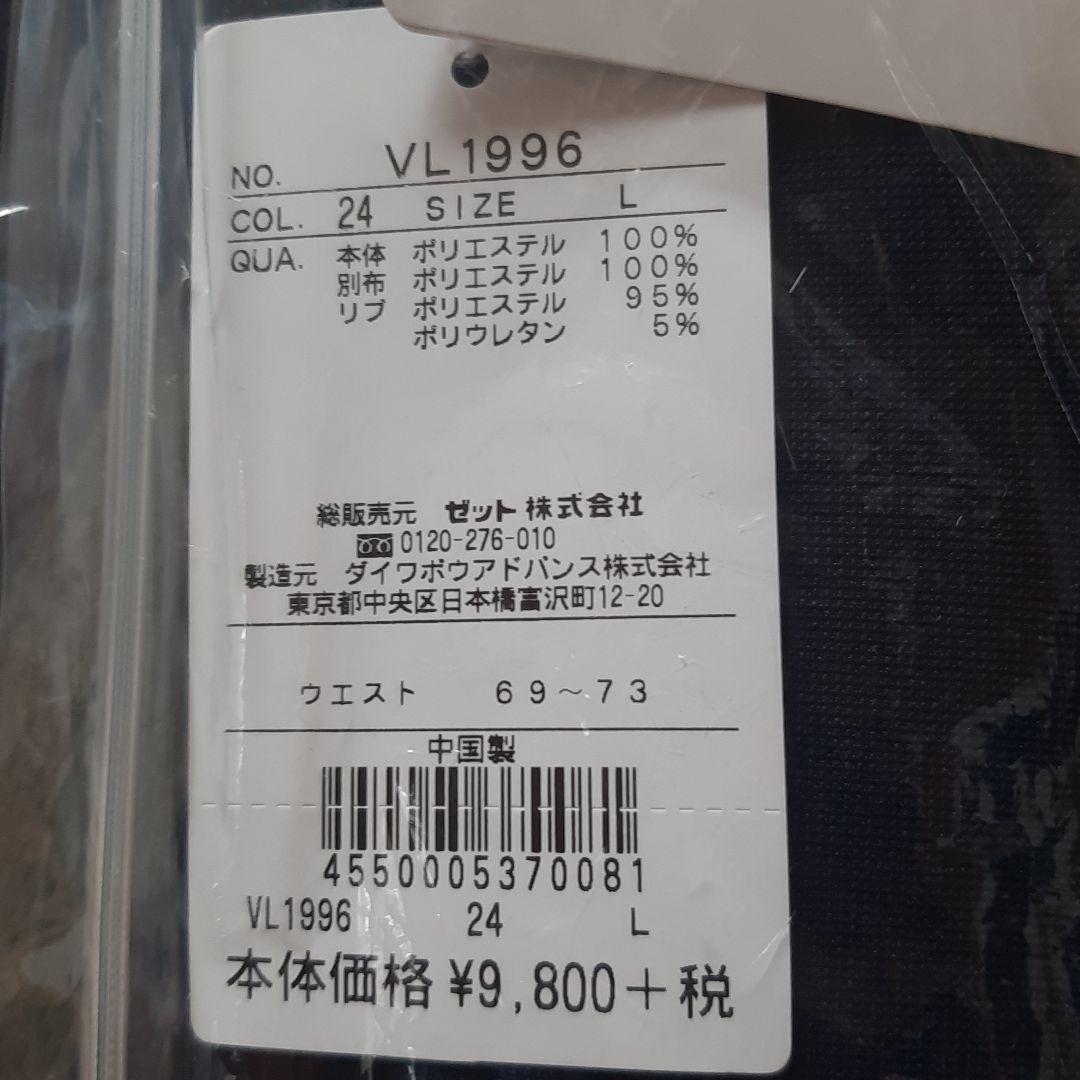 NO. VL1996
COL. 24 SIZE L
QUA. 本体 ポリエステル 100%
別布 ポリエステル 100%
リブ ポリエステル 95%
ポリウレタン 5%
総販売元 ゼット株式会社
0120-276-010
製造元 ダイワボウアドバンス株式会社
東京都中央区日本橋富沢町12-20
ウエスト 69～73
中国製
4550005370081
VL1996 24 L
本体価格 ¥9,800+税